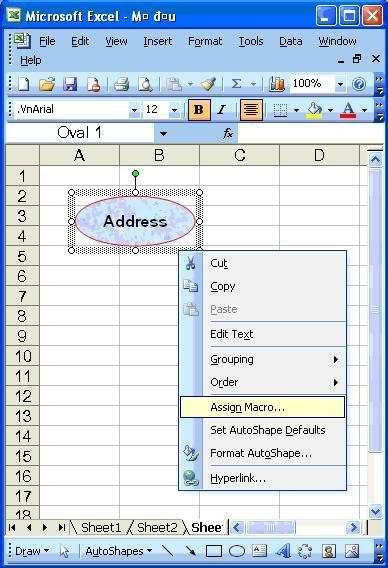 Microsoft Excel - M¤ đ¤u
File Edit View Insert Format Tools Data Window
Help
100%
.VnArial 12 B I A
Oval 1 fx
A B C D
1
2
3
Address
4
5
6
7
8
9
10
11
12
13
14
15
16
17
18
Cut
Copy
Paste
Edit Text
Grouping
Order
Assign Macro...
Set AutoShape Defaults
Format AutoShape...
Hyperlink...
Sheet1 Sheet2 Shee
Draw AutoShapes A